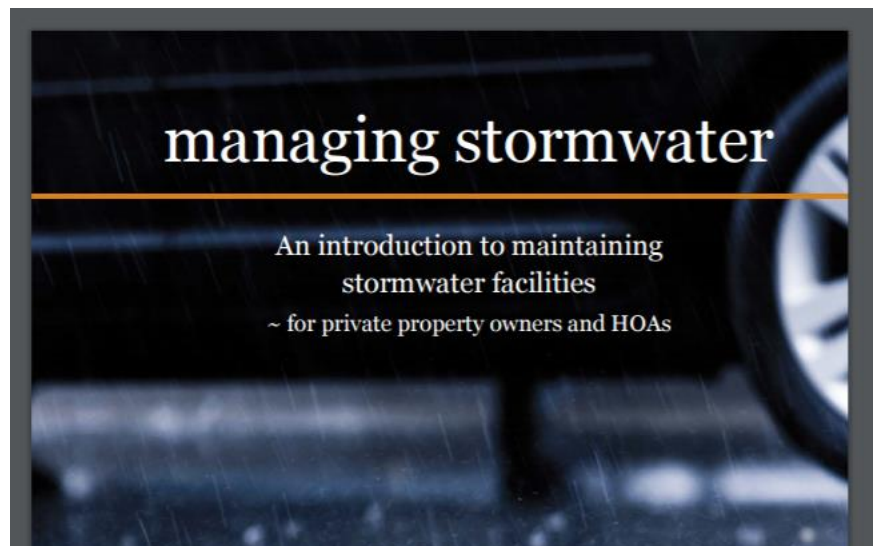 managing stormwater
An introduction to maintaining
stormwater facilities
~ for private property owners and HOAs